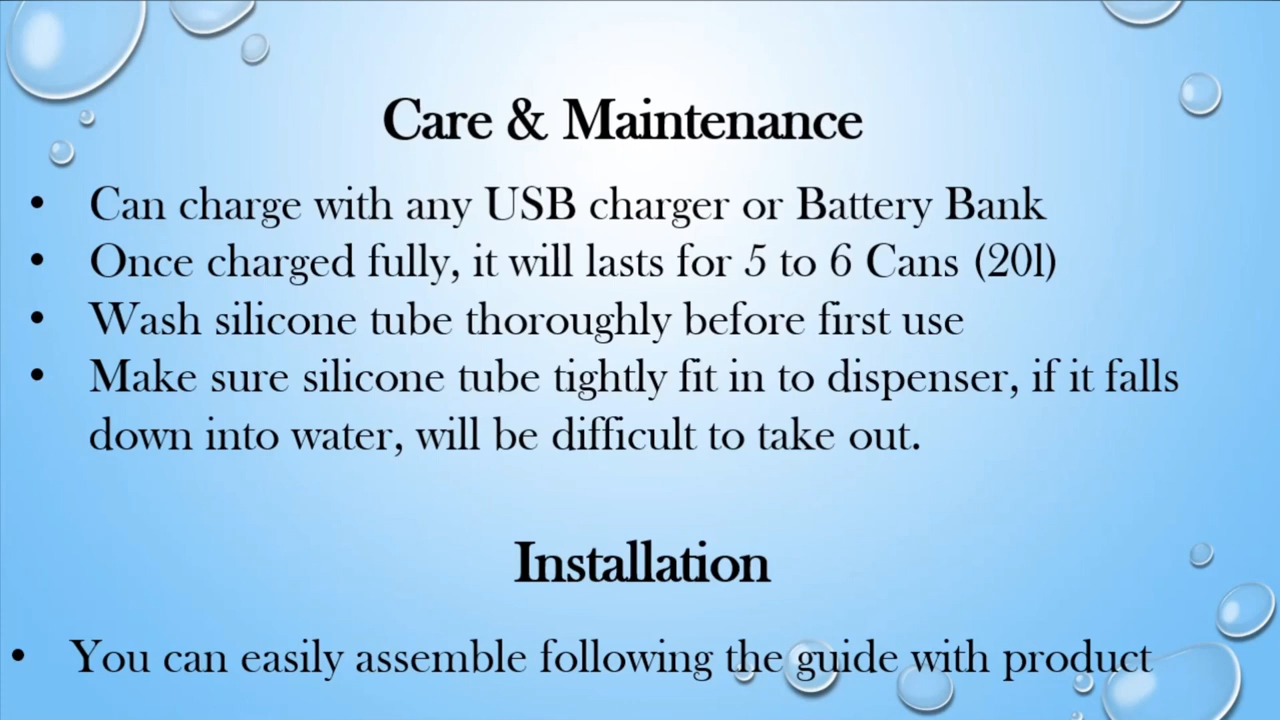 Care & Maintenance
• Can charge with any USB charger or Battery Bank
• Once charged fully, it will lasts for 5 to 6 Cans (20l)
• Wash silicone tube thoroughly before first use
• Make sure silicone tube tightly fit in to dispenser, if it falls
down into water, will be difficult to take out.
Installation
• You can easily assemble following the guide with product